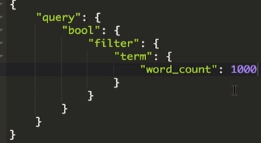 {
"query": {
"bool": {
"filter": {
"term": {
"word_count": 1000
}
}
}
}
}